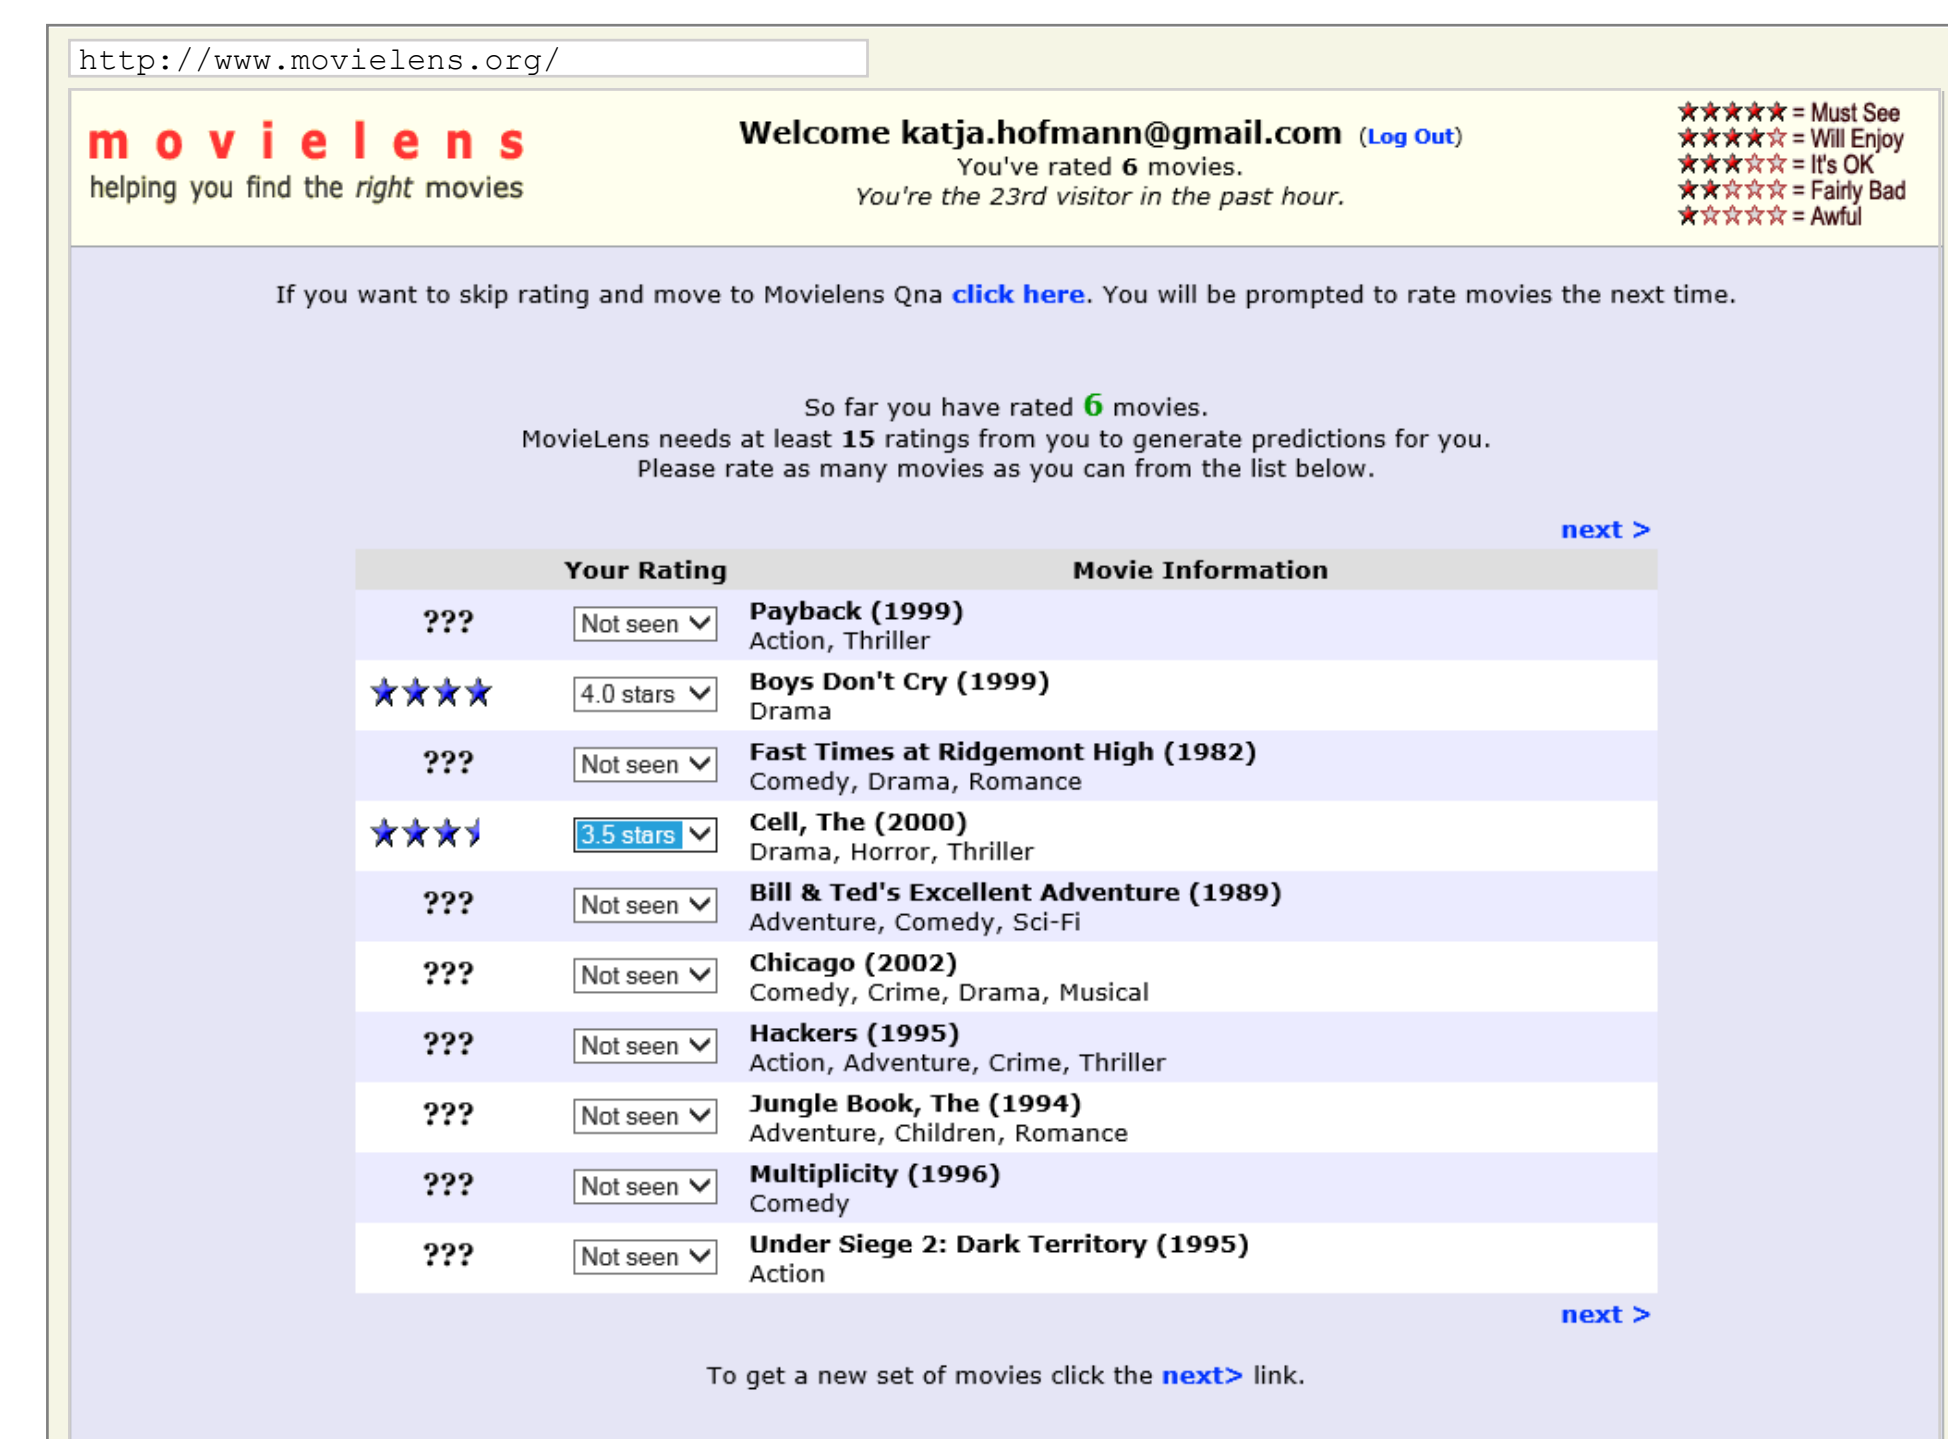 http://www.movielens.org/
movielens
helping you find the right movies
Welcome katja.hofmann@gmail.com (Log Out)
You've rated 6 movies.
You're the 23rd visitor in the past hour.
★★★★★ = Must See
★★★★☆ = Will Enjoy
★★★☆☆ = It's OK
★★☆☆☆ = Fairly Bad
★☆☆☆☆ = Awful
If you want to skip rating and move to Movielens Qna click here. You will be prompted to rate movies the next time.
So far you have rated 6 movies.
MovieLens needs at least 15 ratings from you to generate predictions for you.
Please rate as many movies as you can from the list below.
next >
Your Rating Movie Information
??? Not seen Payback (1999)
Action, Thriller
4.0 stars Boys Don't Cry (1999)
Drama
??? Not seen Fast Times at Ridgemont High (1982)
Comedy, Drama, Romance
3.5 stars Cell, The (2000)
Drama, Horror, Thriller
??? Not seen Bill & Ted's Excellent Adventure (1989)
Adventure, Comedy, Sci-Fi
??? Not seen Chicago (2002)
Comedy, Crime, Drama, Musical
??? Not seen Hackers (1995)
Action, Adventure, Crime, Thriller
??? Not seen Jungle Book, The (1994)
Adventure, Children, Romance
??? Not seen Multiplicity (1996)
Comedy
??? Not seen Under Siege 2: Dark Territory (1995)
Action
next >
To get a new set of movies click the next> link.